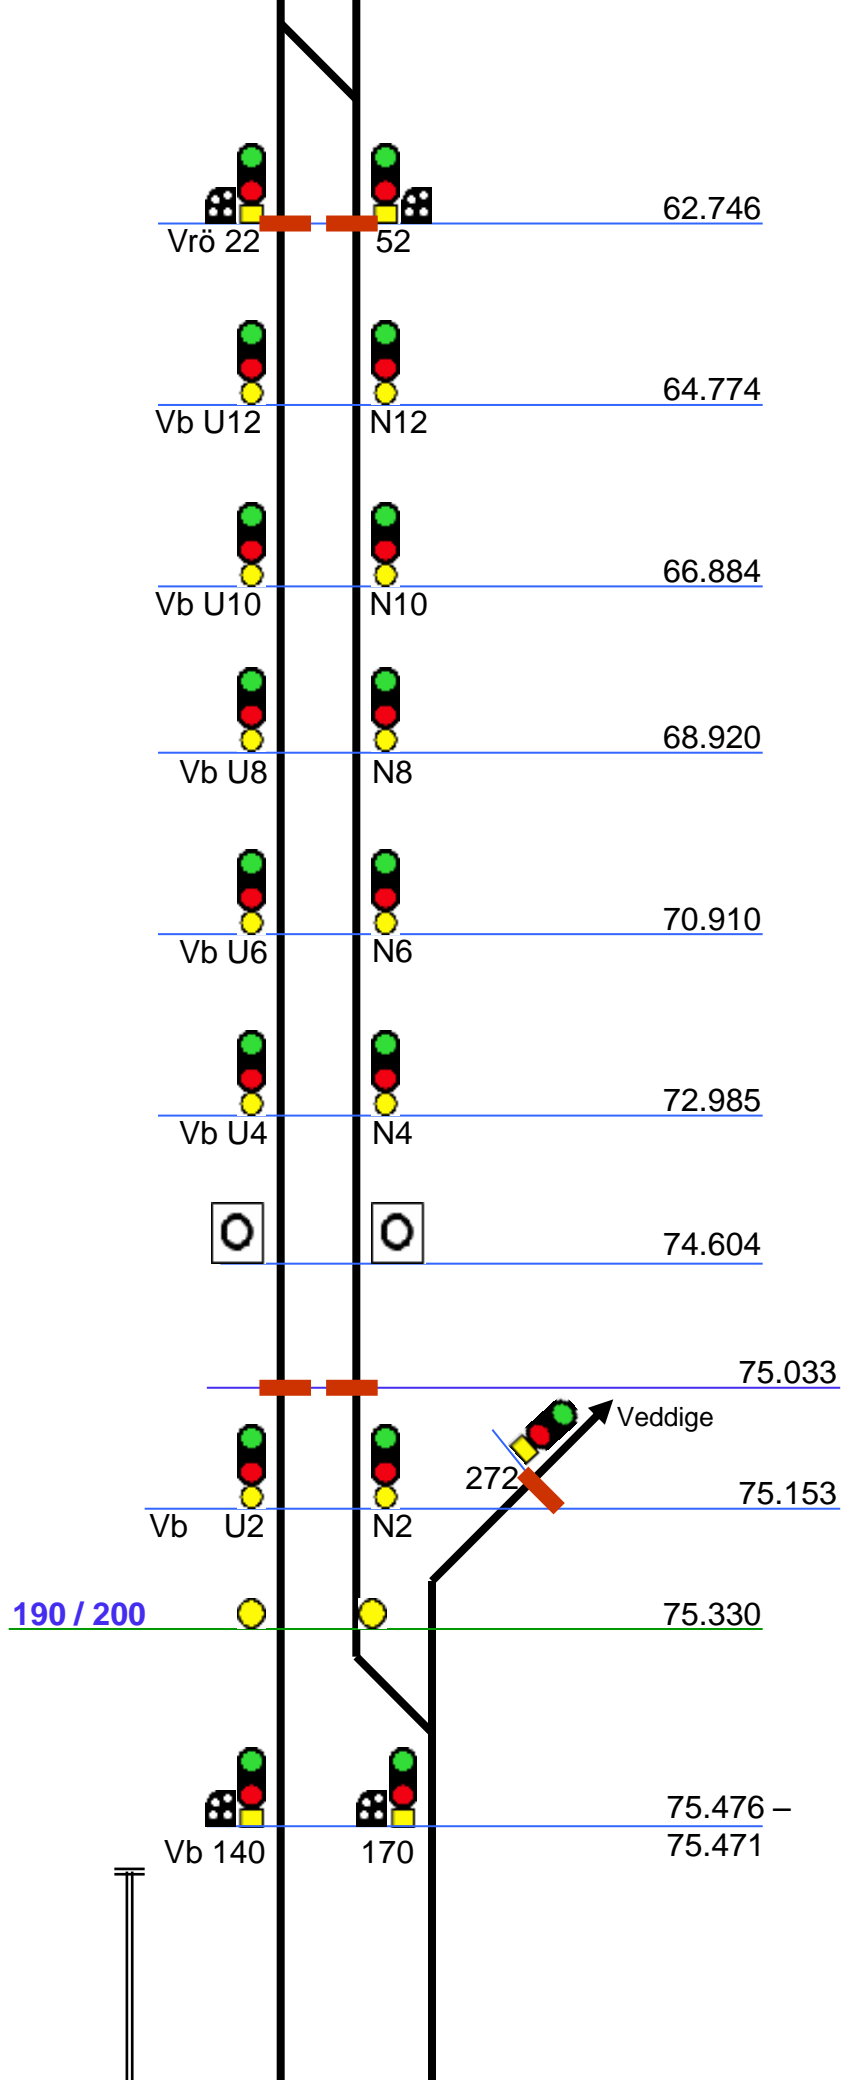 62.746
Vrö 22 52
64.774
Vb U12 N12
66.884
Vb U10 N10
68.920
Vb U8 N8
70.910
Vb U6 N6
72.985
Vb U4 N4
O O
74.604
75.033
Veddige
272
75.153
Vb U2 N2
190 / 200 75.330
75.476 –
Vb 140 170 75.471